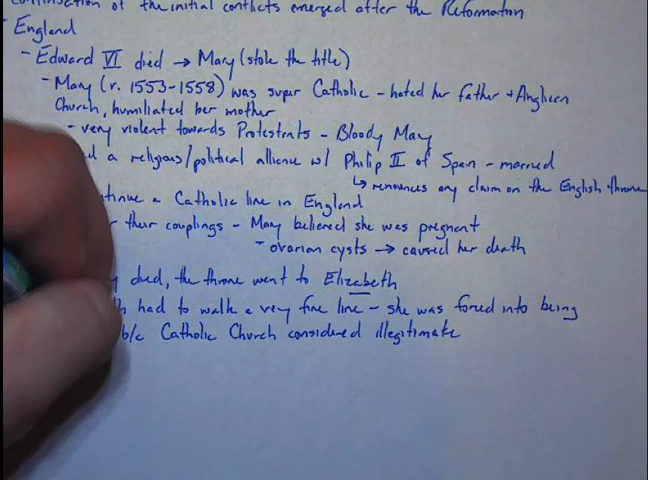 of the initial conflicts emerged after the Reformation
- England
- Edward VI died → Mary (stole the title)
- Mary (r. 1553-1558) was super Catholic - hated her father + Anglican
Church, humiliated her mother
- very violent towards Protestants - Bloody Mary
a religious/political alliance w/ Philip II of Spain - married
↳ renounces any claim on the English throne
a Catholic line in England
their couplings - Mary believed she was pregnant
- ovarian cysts → caused her death
died, the throne went to Elizabeth
had to walk a very fine line - she was forced into being
b/c Catholic Church considered illegitimate